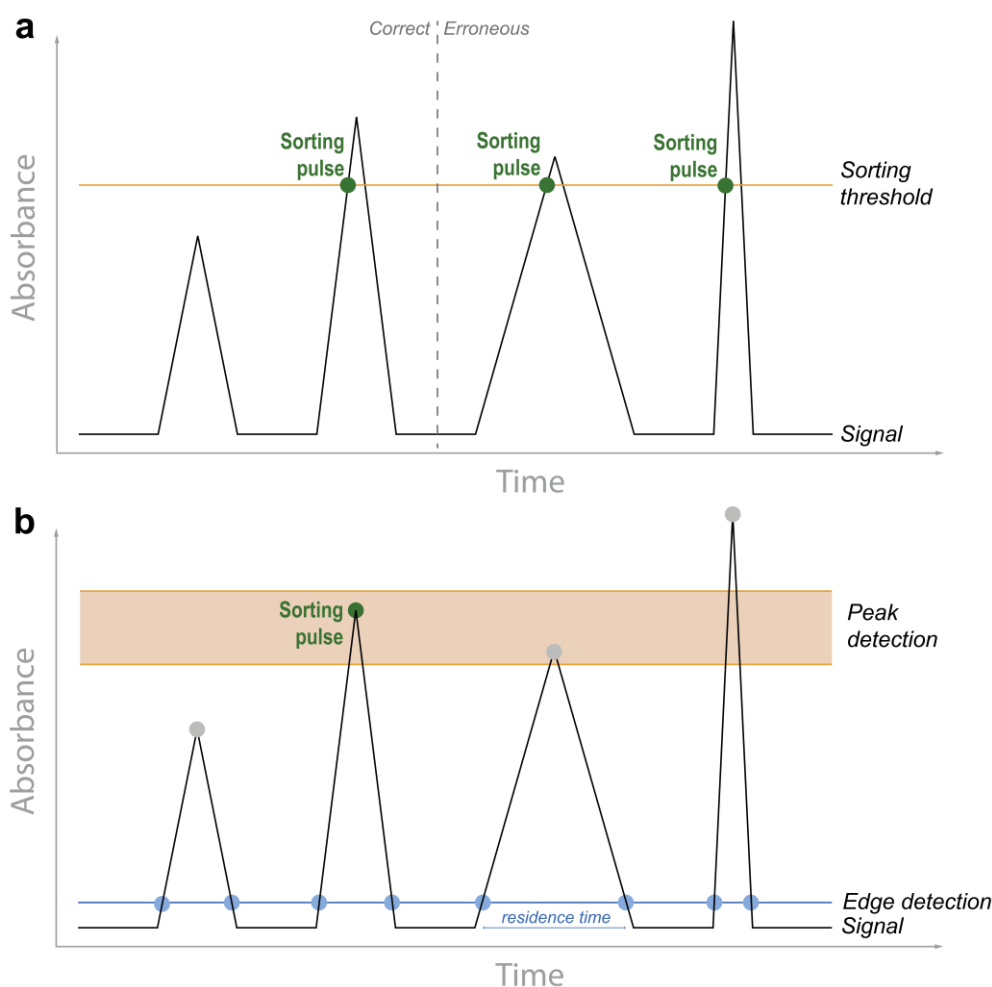 a
Correct
Erroneous
Sorting
pulse
Sorting
pulse
Sorting
pulse
Sorting
threshold
Absorbance
Signal
Time
b
Sorting
pulse
Peak
detection
Absorbance
residence time
Edge detection
Signal
Time